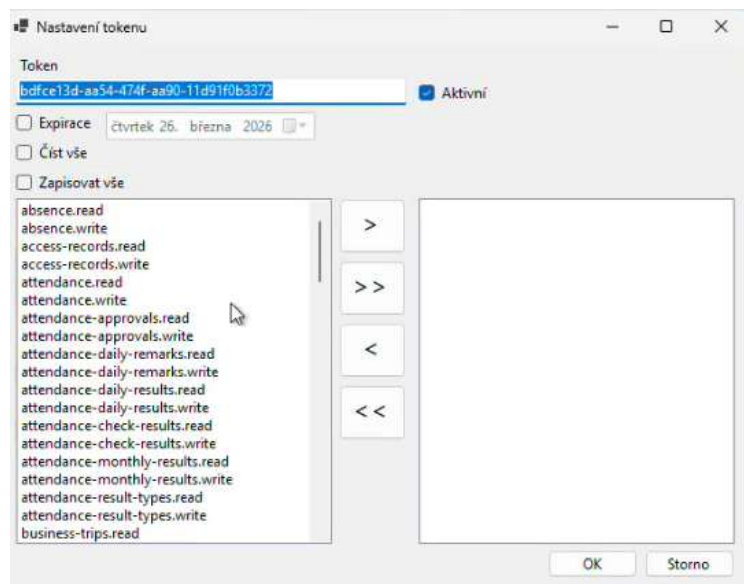 Nastavení tokenu
Token
bdfce13d-aa54-474f-aa90-11d91f0b3372
Aktivní
Expirace
čtvrtek 26. března 2026
Číst vše
Zapisovat vše
absence.read
absence.write
access-records.read
access-records.write
attendance.read
attendance.write
attendance-approvals.read
attendance-approvals.write
attendance-daily-remarks.read
attendance-daily-remarks.write
attendance-daily-results.read
attendance-daily-results.write
attendance-check-results.read
attendance-check-results.write
attendance-monthly-results.read
attendance-monthly-results.write
attendance-result-types.read
attendance-result-types.write
business-trips.read
>
> >
<
< <
OK
Storno